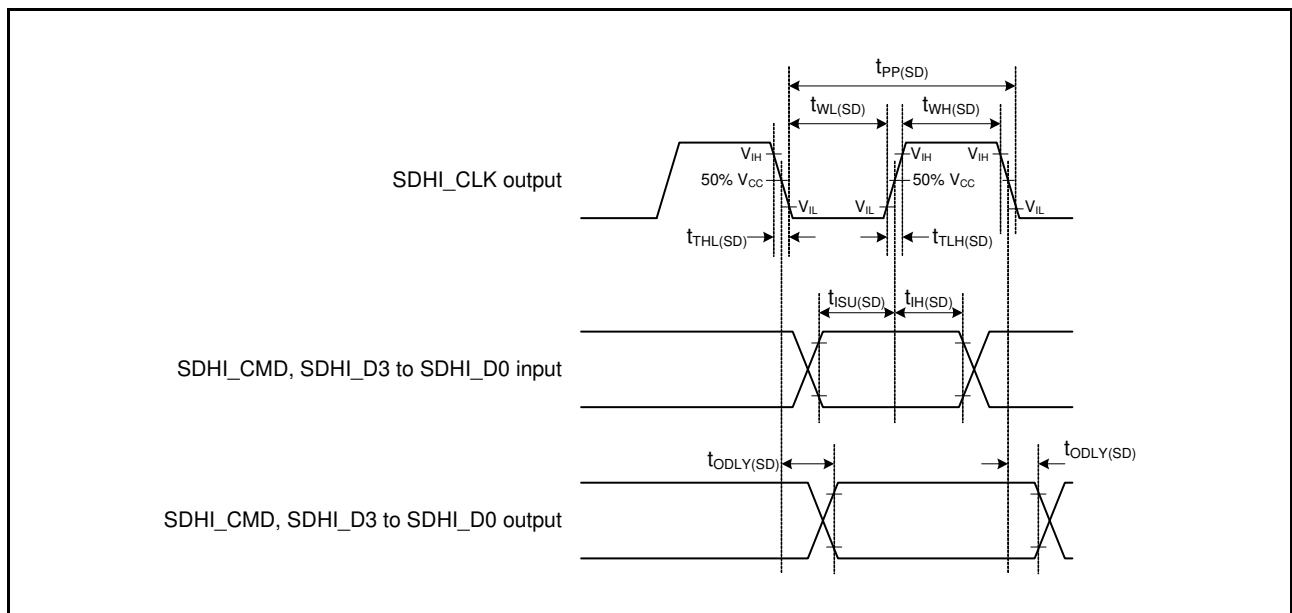 tPP(SD)
tWL(SD) tWH(SD)
VIH VIH VIH
SDHI_CLK output 50% VCC 50% VCC
VIL VIL VIL
tTHL(SD) tTLH(SD)
tISU(SD) tIH(SD)
SDHI_CMD, SDHI_D3 to SDHI_D0 input
tODLY(SD) tODLY(SD)
SDHI_CMD, SDHI_D3 to SDHI_D0 output